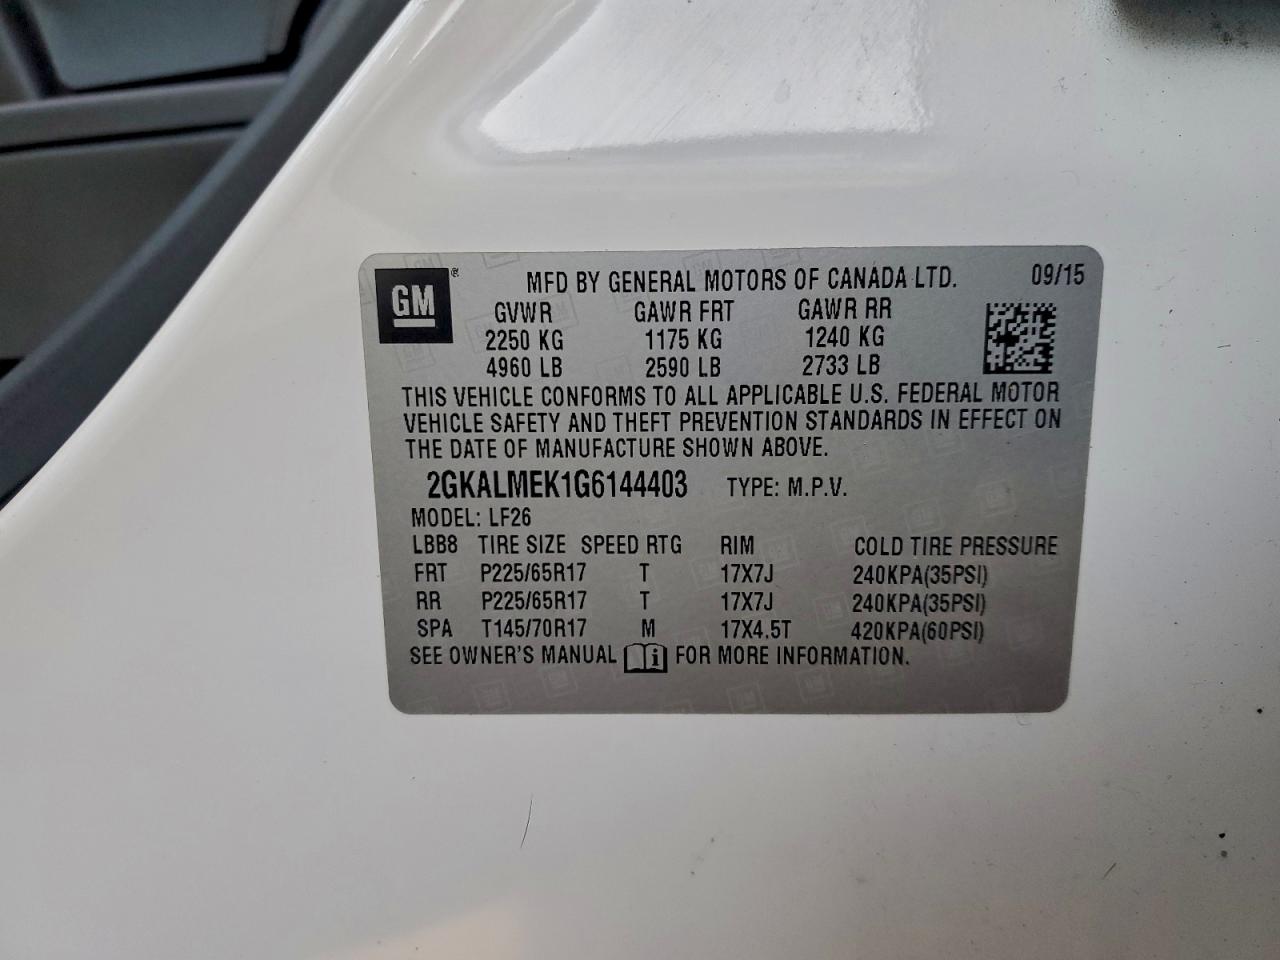 GM ® MFD BY GENERAL MOTORS OF CANADA LTD. 09/15
GVWR GAWR FRT GAWR RR
2250 KG 1175 KG 1240 KG
4960 LB 2590 LB 2733 LB
THIS VEHICLE CONFORMS TO ALL APPLICABLE U.S. FEDERAL MOTOR
VEHICLE SAFETY AND THEFT PREVENTION STANDARDS IN EFFECT ON
THE DATE OF MANUFACTURE SHOWN ABOVE.
2GKALMEK1G6144403 TYPE: M.P.V.
MODEL: LF26
LBB8 TIRE SIZE SPEED RTG RIM COLD TIRE PRESSURE
FRT P225/65R17 T 17X7J 240KPA(35PSI)
RR P225/65R17 T 17X7J 240KPA(35PSI)
SPA T145/70R17 M 17X4.5T 420KPA(60PSI)
SEE OWNER'S MANUAL i FOR MORE INFORMATION.